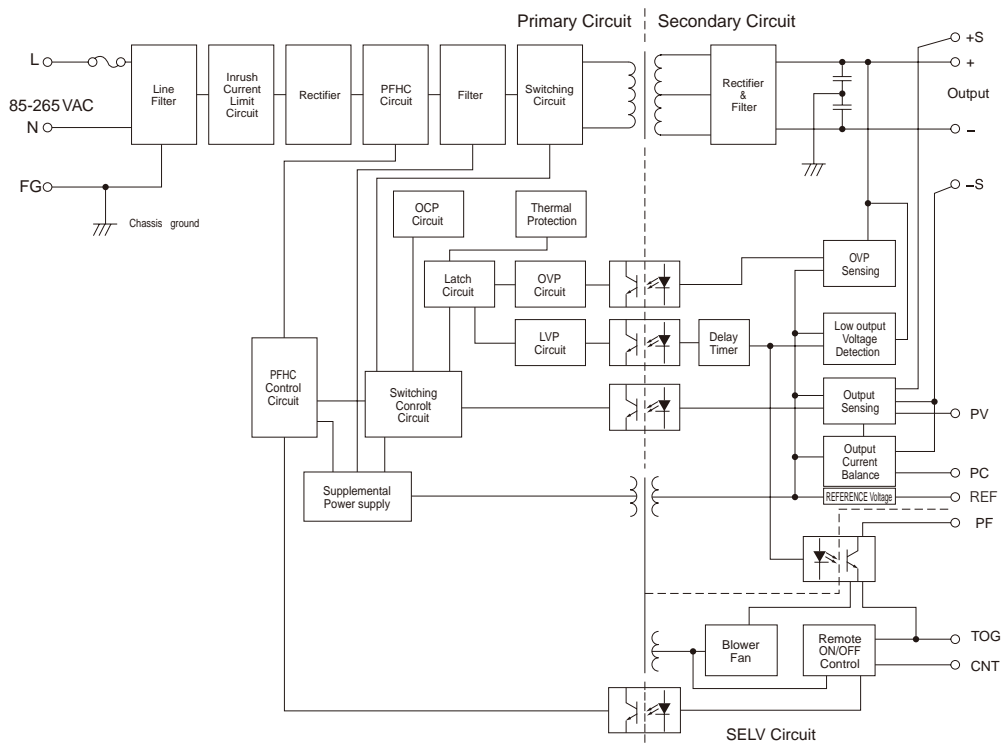 Primary Circuit
Secondary Circuit
+S
L
+
Line
Filter
Inrush
Current
Limit
Circuit
Rectifier
PFHC
Circuit
Filter
Switching
Circuit
Rectifier
&
Filter
Output
85-265 VAC
N
–
FG
–S
Chassis ground
OCP
Circuit
Thermal
Protection
OVP
Sensing
Latch
Circuit
OVP
Circuit
LVP
Circuit
Delay
Timer
Low output
Voltage
Detection
PFHC
Control
Circuit
Switching
Conrolt
Circuit
Output
Sensing
PV
Output
Current
Balance
PC
Supplemental
Power supply
REFERENCE Voltage
REF
PF
Blower
Fan
Remote
ON/OFF
Control
TOG
CNT
SELV Circuit